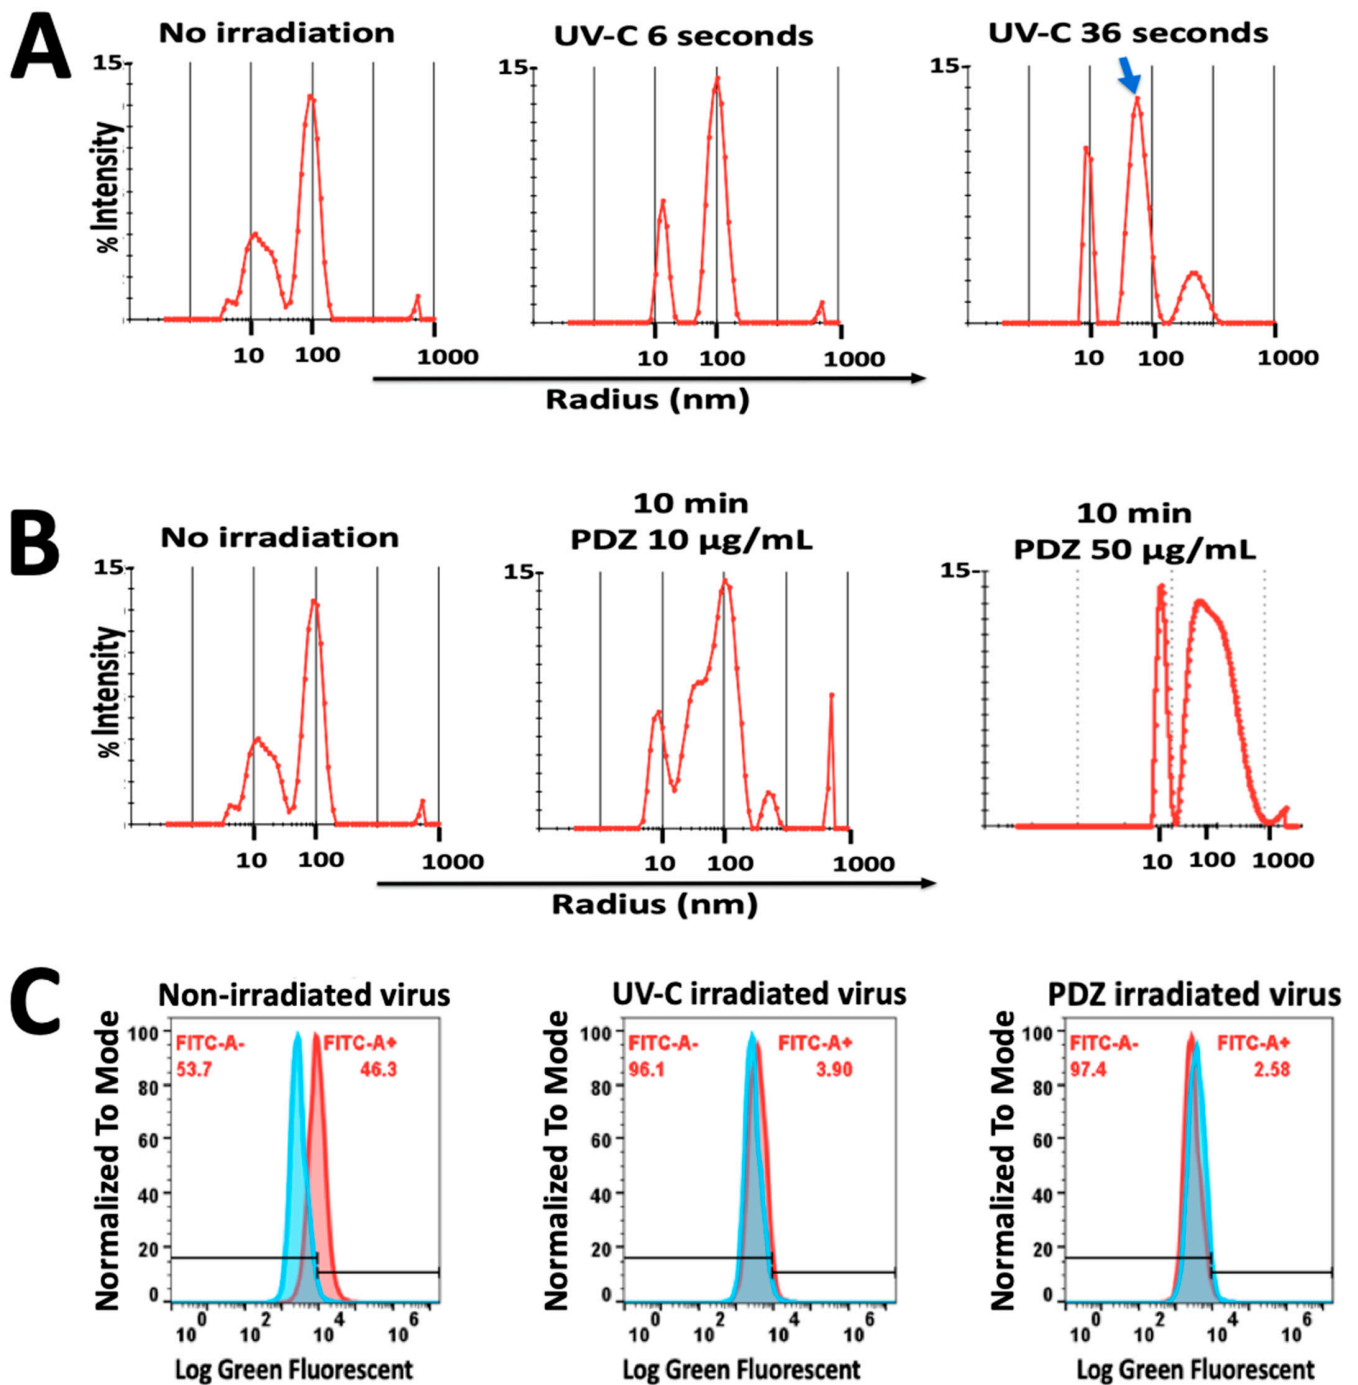 A
No irradiation
UV-C 6 seconds
UV-C 36 seconds
15
15
15
% Intensity
10 100 1000
10 100 1000
10 100 1000
Radius (nm)
B
No irradiation
10 min
PDZ 10 µg/mL
10 min
PDZ 50 µg/mL
15
15
15
% Intensity
10 100 1000
10 100 1000
10 100 1000
Radius (nm)
C
Non-irradiated virus
Normalized To Mode
100
80
60
40
20
0
FITC-A-
53.7
FITC-A+
46.3
10^0 10^2 10^4 10^6
Log Green Fluorescent
UV-C irradiated virus
Normalized To Mode
100
80
60
40
20
0
FITC-A-
96.1
FITC-A+
3.90
10^0 10^2 10^4 10^6
Log Green Fluorescent
PDZ irradiated virus
Normalized To Mode
100
80
60
40
20
0
FITC-A-
97.4
FITC-A+
2.58
10^0 10^2 10^4 10^6
Log Green Fluorescent